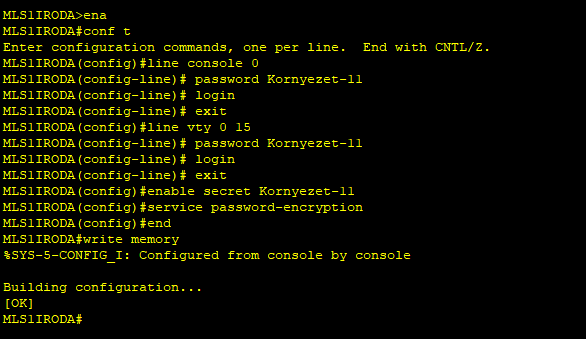 MLS1IRODA>ena
MLS1IRODA#conf t
Enter configuration commands, one per line.  End with CNTL/Z.
MLS1IRODA(config)#line console 0
MLS1IRODA(config-line)# password Kornyezet-11
MLS1IRODA(config-line)# login
MLS1IRODA(config-line)# exit
MLS1IRODA(config)#line vty 0 15
MLS1IRODA(config-line)# password Kornyezet-11
MLS1IRODA(config-line)# login
MLS1IRODA(config-line)# exit
MLS1IRODA(config)#enable secret Kornyezet-11
MLS1IRODA(config)#service password-encryption
MLS1IRODA(config)#end
MLS1IRODA#write memory
%SYS-5-CONFIG_I: Configured from console by console
Building configuration...
[OK]
MLS1IRODA#